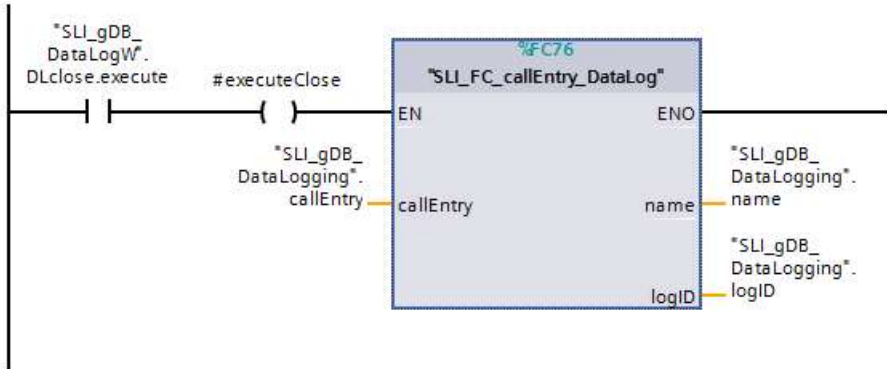 "SLI_gDB_
DataLogW".
DLclose.execute
#executeClose
%FC76
"SLI_FC_callEntry_DataLog"
EN
ENO
"SLI_gDB_
DataLogging".
callEntry
callEntry
name
"SLI_gDB_
DataLogging".
name
logID
"SLI_gDB_
DataLogging".
logID